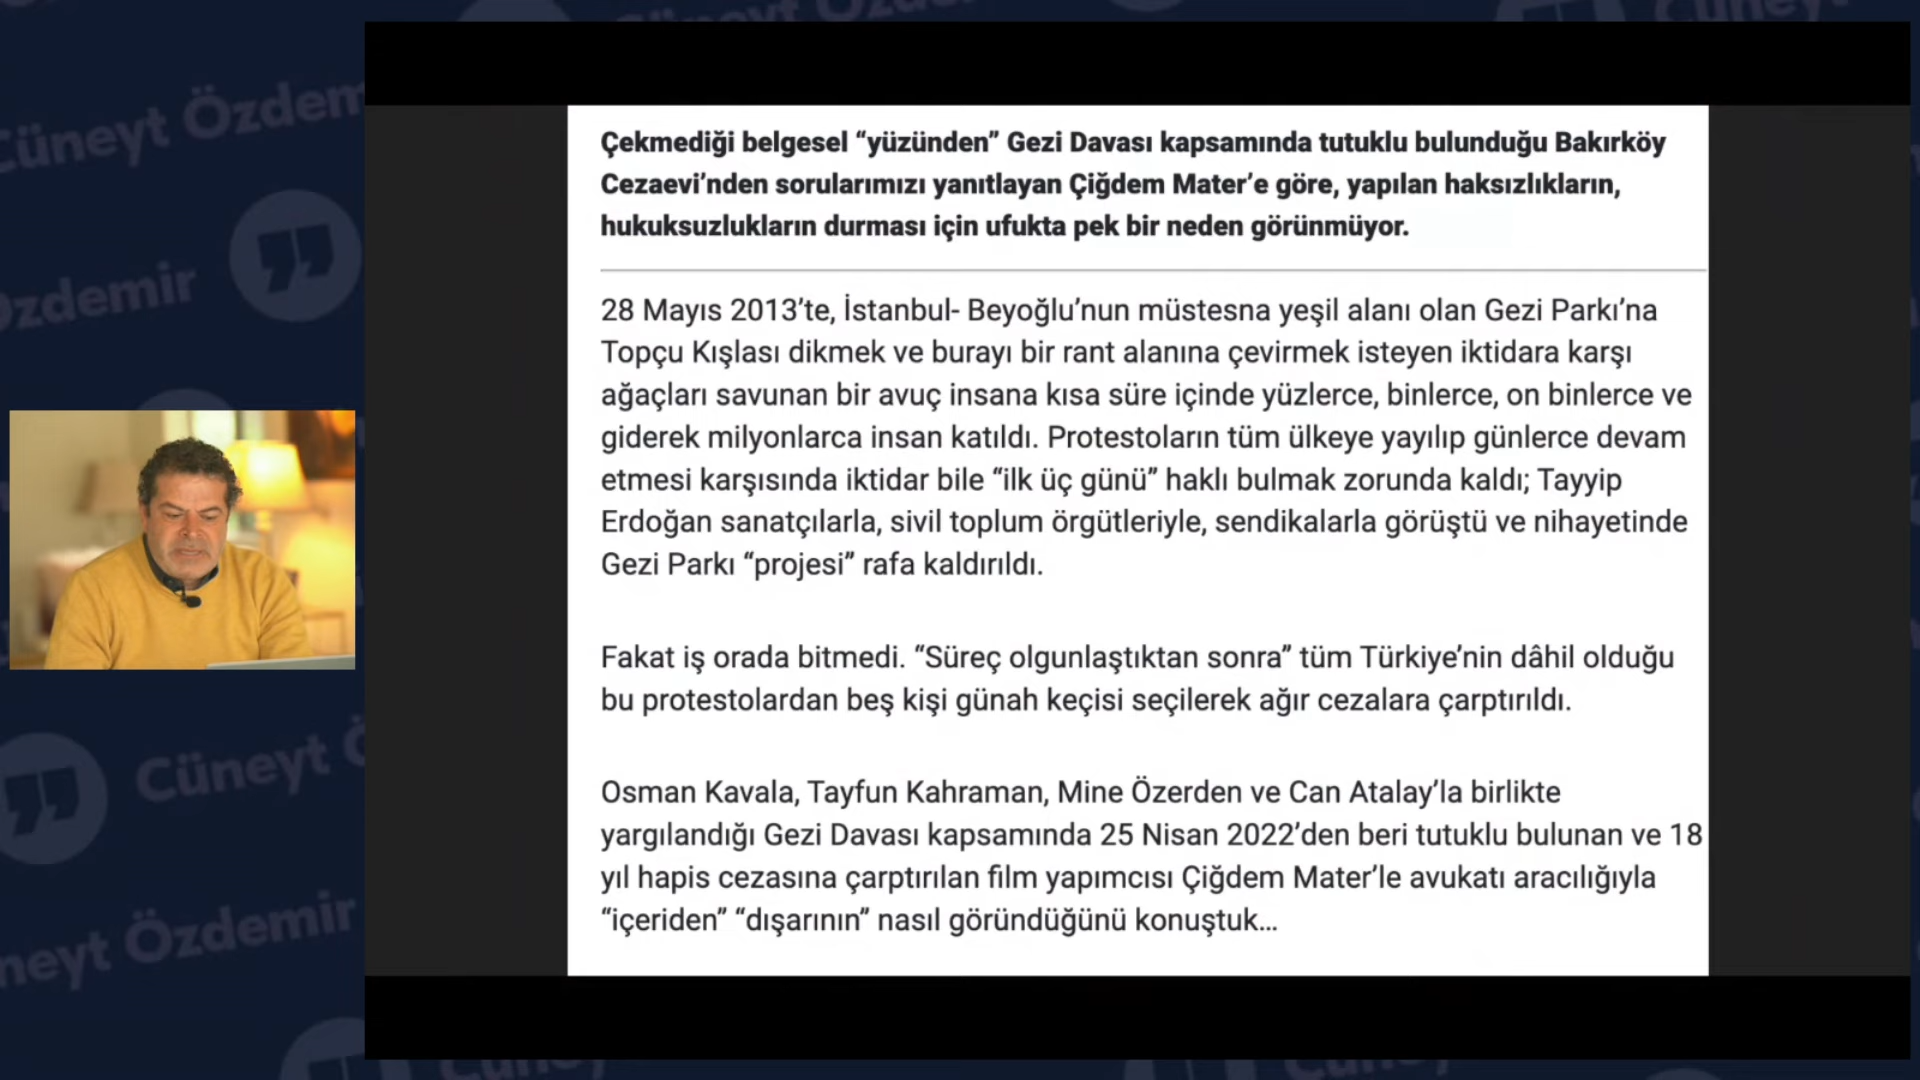 Cüneyt Özdemir
Cüneyt
Cüneyt Özdem
Özdemir
Çekmediği belgesel “yüzünden” Gezi Davası kapsamında tutuklu bulunduğu Bakırköy
Cezaevi’nden sorularımızı yanıtlayan Çiğdem Mater’e göre, yapılan haksızlıkların,
hukuksuzlukların durması için ufukta pek bir neden görünmüyor.
28 Mayıs 2013’te, İstanbul- Beyoğlu’nun müstesna yeşil alanı olan Gezi Parkı’na
Topçu Kışlası dikmek ve burayı bir rant alanına çevirmek isteyen iktidara karşı
ağaçları savunan bir avuç insana kısa süre içinde yüzlerce, binlerce, on binlerce ve
giderek milyonlarca insan katıldı. Protestoların tüm ülkeye yayılıp günlerce devam
etmesi karşısında iktidar bile “ilk üç günü” haklı bulmak zorunda kaldı; Tayyip
Erdoğan sanatçılarla, sivil toplum örgütleriyle, sendikalarla görüştü ve nihayetinde
Gezi Parkı “projesi” rafa kaldırıldı.
Fakat iş orada bitmedi. “Süreç olgunlaştıktan sonra” tüm Türkiye’nin dâhil olduğu
bu protestolardan beş kişi günah keçisi seçilerek ağır cezalara çarptırıldı.
Osman Kavala, Tayfun Kahraman, Mine Özerden ve Can Atalay’la birlikte
yargılandığı Gezi Davası kapsamında 25 Nisan 2022’den beri tutuklu bulunan ve 18
yıl hapis cezasına çarptırılan film yapımcısı Çiğdem Mater’le avukatı aracılığıyla
“içeriden” “dışarının” nasıl göründüğünü konuştuk...
Cüneyt Ö
neyt Özdemir